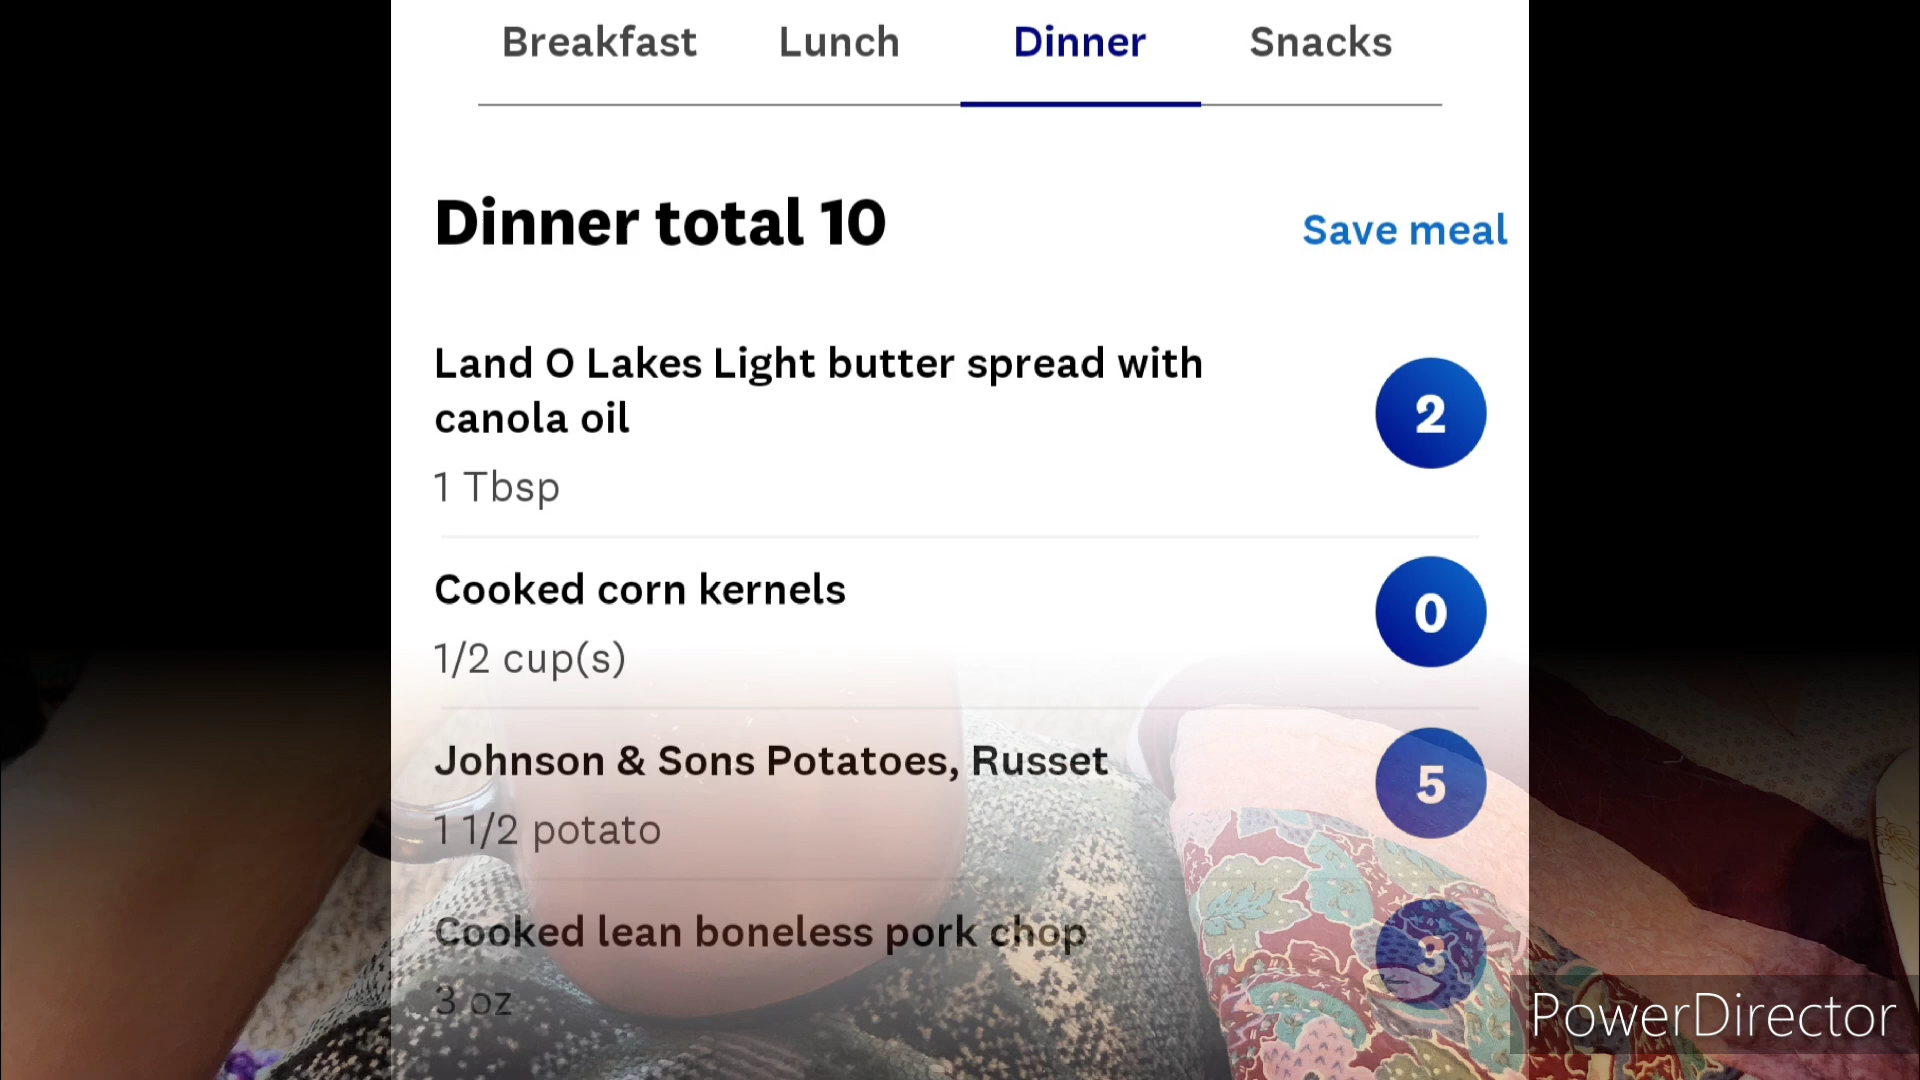 Breakfast Lunch Dinner Snacks
Dinner total 10 Save meal
Land O Lakes Light butter spread with
canola oil
2
1 Tbsp
Cooked corn kernels
0
1/2 cup(s)
Johnson & Sons Potatoes, Russet
5
1 1/2 potato
Cooked lean boneless pork chop
3
3 oz
PowerDirector